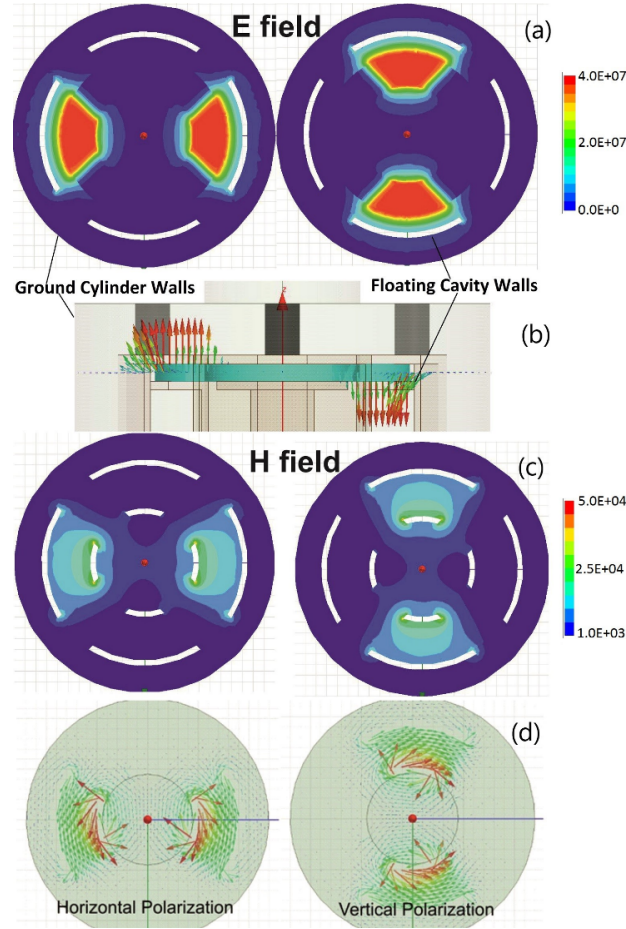 E field
(a)
4.0E+07
2.0E+07
0.0E+0
Ground Cylinder Walls
Floating Cavity Walls
z
(b)
H field
(c)
5.0E+04
2.5E+04
1.0E+03
(d)
Horizontal Polarization
Vertical Polarization